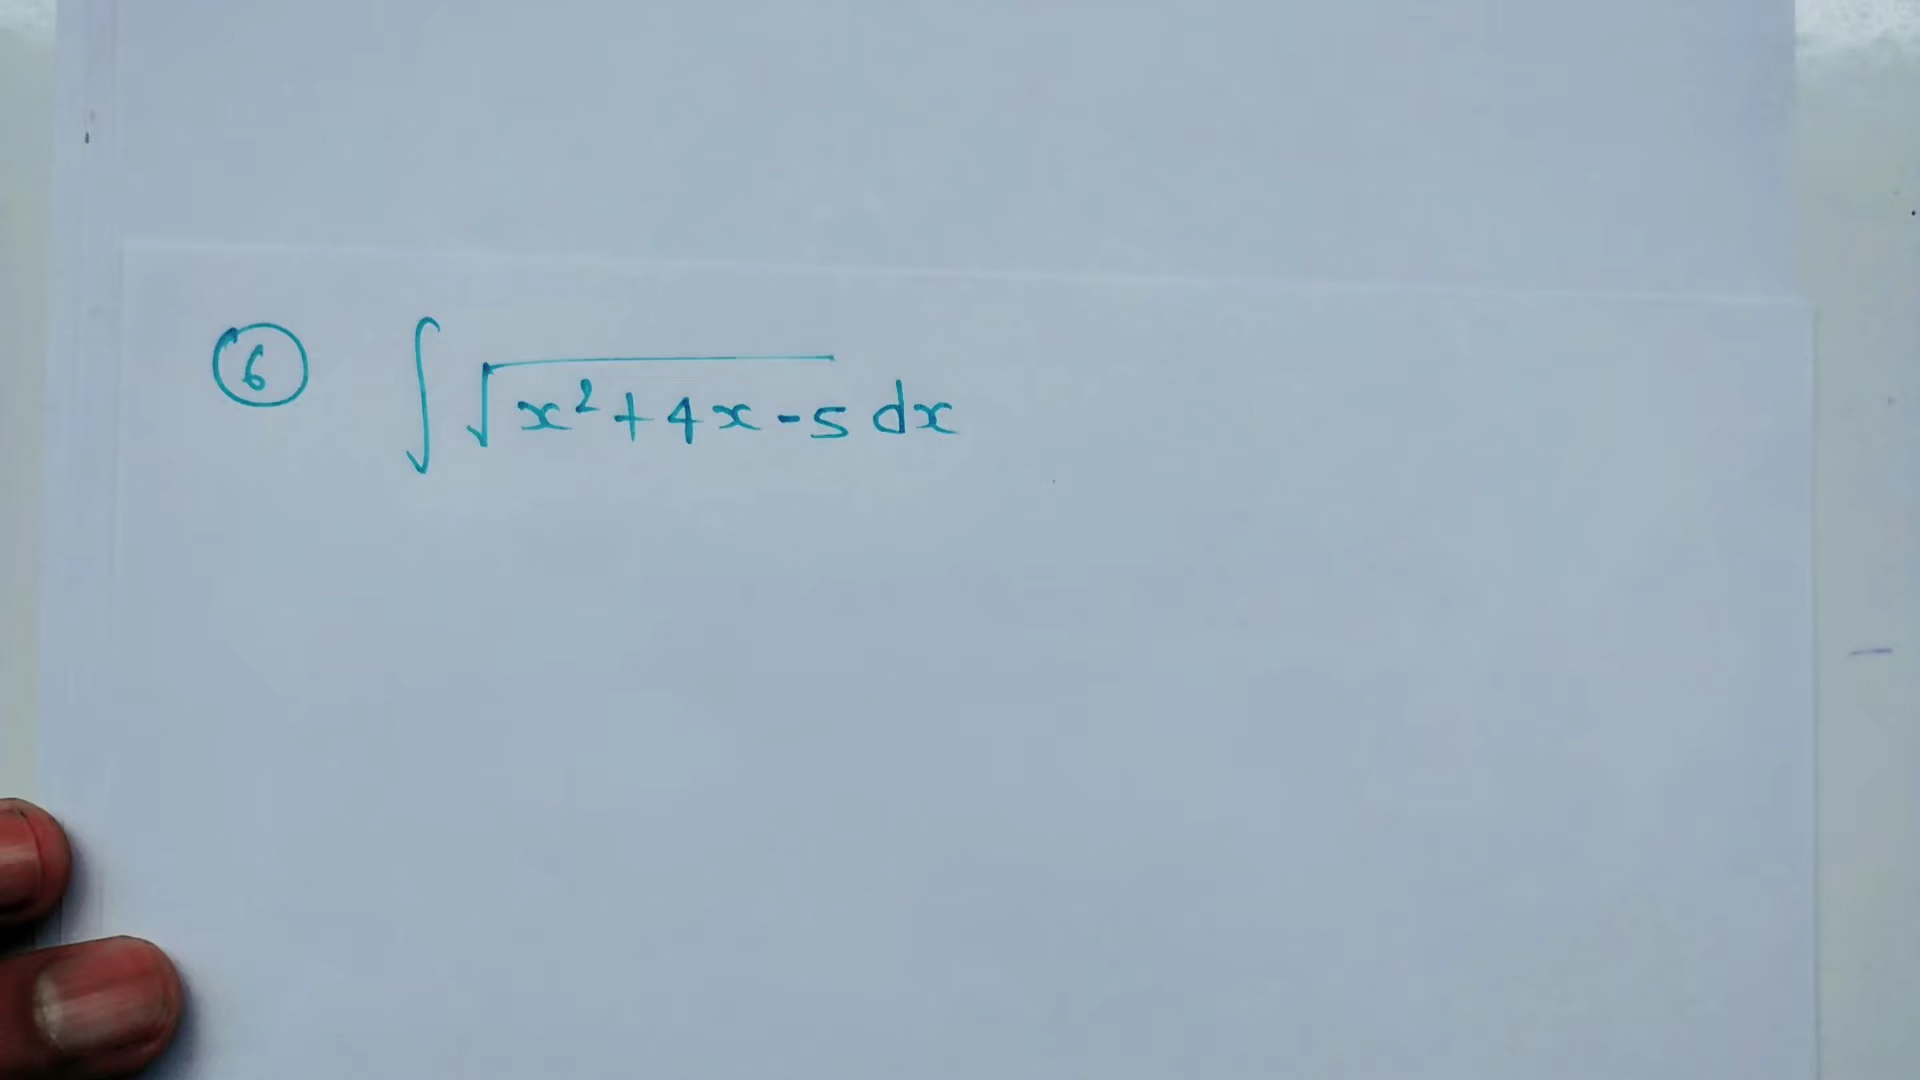 ⑥ ∫ √(x²+4x-5) dx